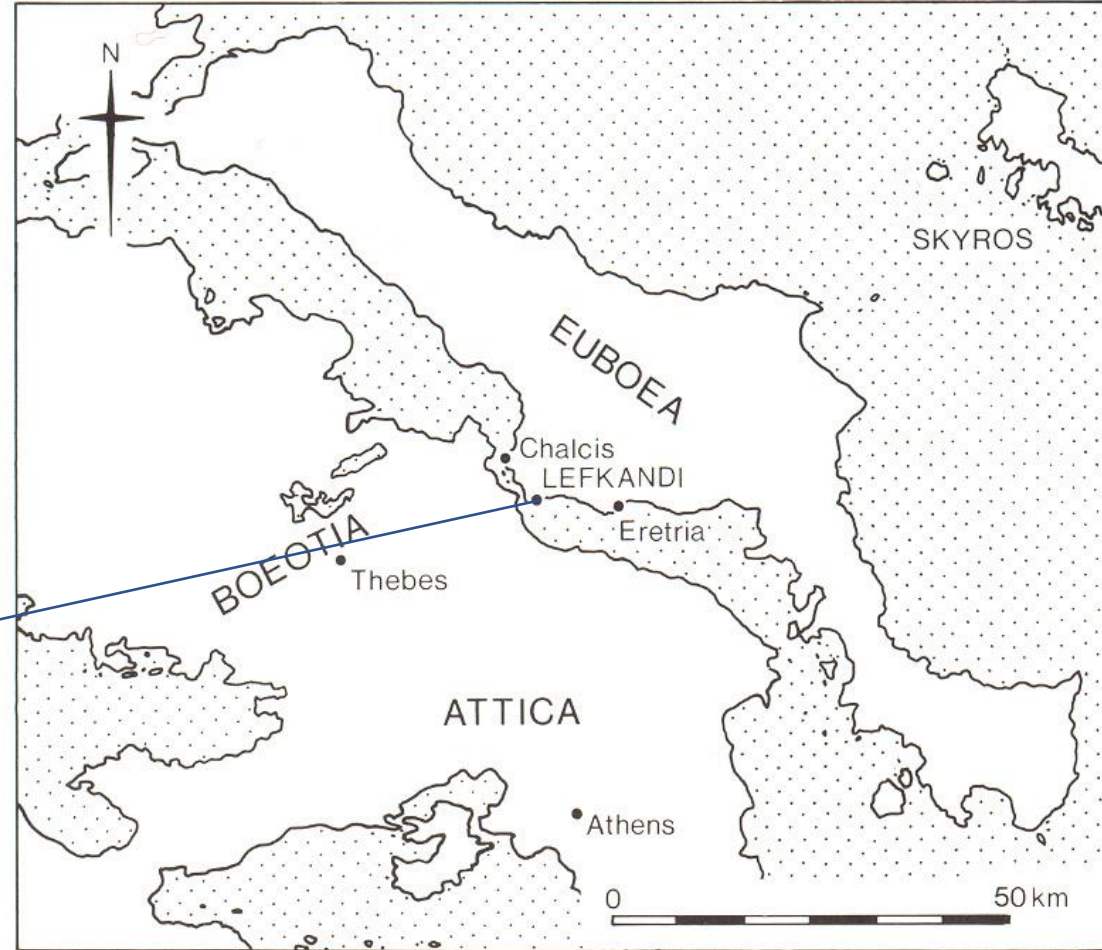 N
SKYROS
EUBOEA
Chalcis
LEFKANDI
Eretria
BOEOTIA
Thebes
ATTICA
Athens
0 50 km